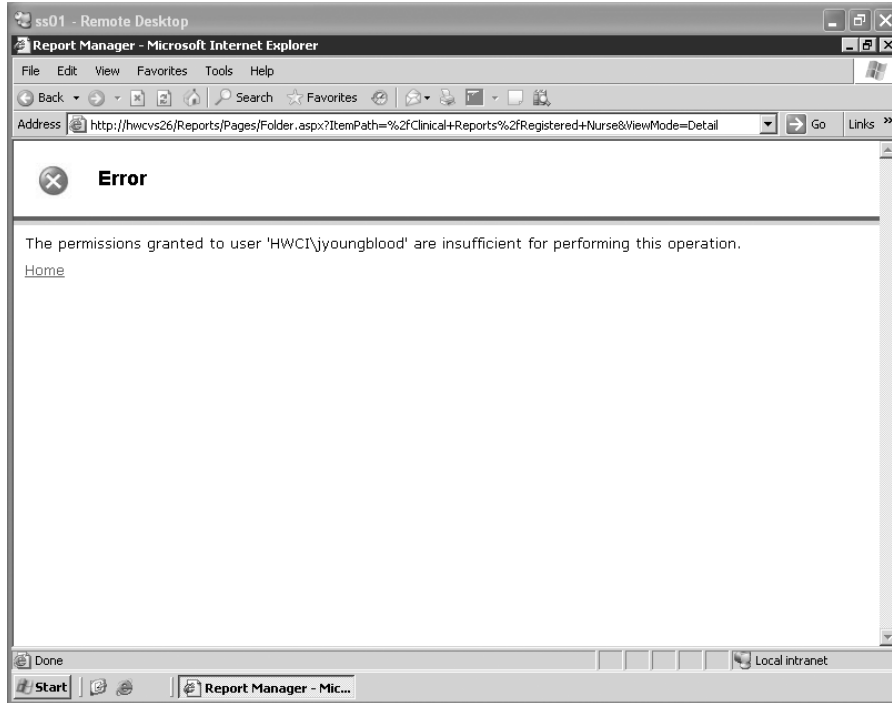 ss01 - Remote Desktop
Report Manager - Microsoft Internet Explorer
File Edit View Favorites Tools Help
Back Search Favorites
Address http://hwcvs26/Reports/Pages/Folder.aspx?ItemPath=%2fClinical+Reports%2fRegistered+Nurse&ViewMode=Detail Go Links »
Error
The permissions granted to user 'HWCI\jyoungblood' are insufficient for performing this operation.
Home
Done Local intranet
Start Report Manager - Mic...